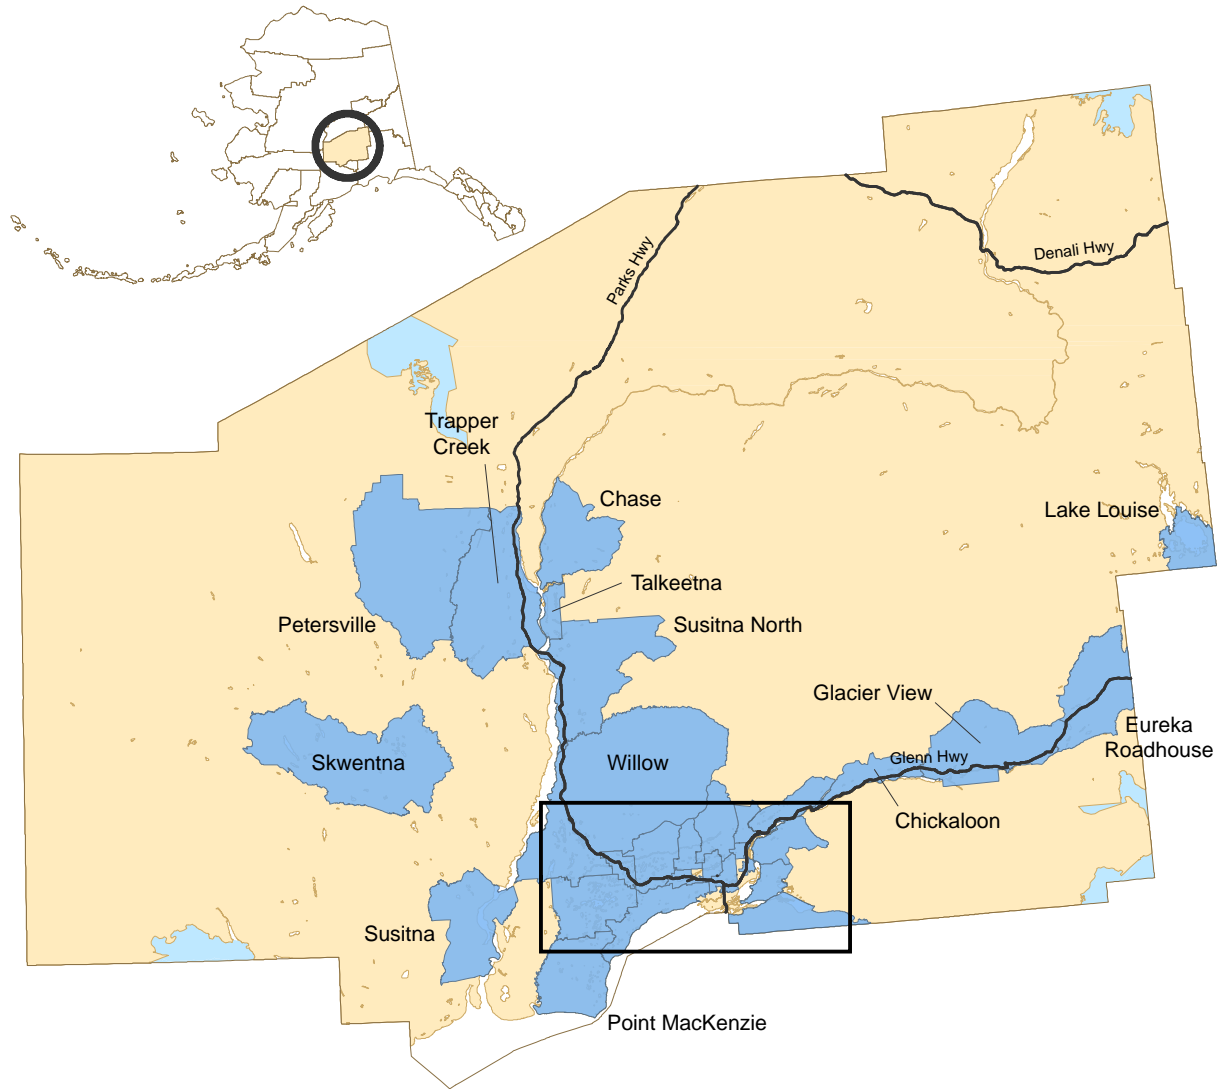 Parks Hwy
Denali Hwy
Trapper
Creek
Chase
Lake Louise
Talkeetna
Petersville
Susitna North
Glacier View
Eureka
Roadhouse
Skwentna
Willow
Glenn Hwy
Chickaloon
Susitna
Point MacKenzie